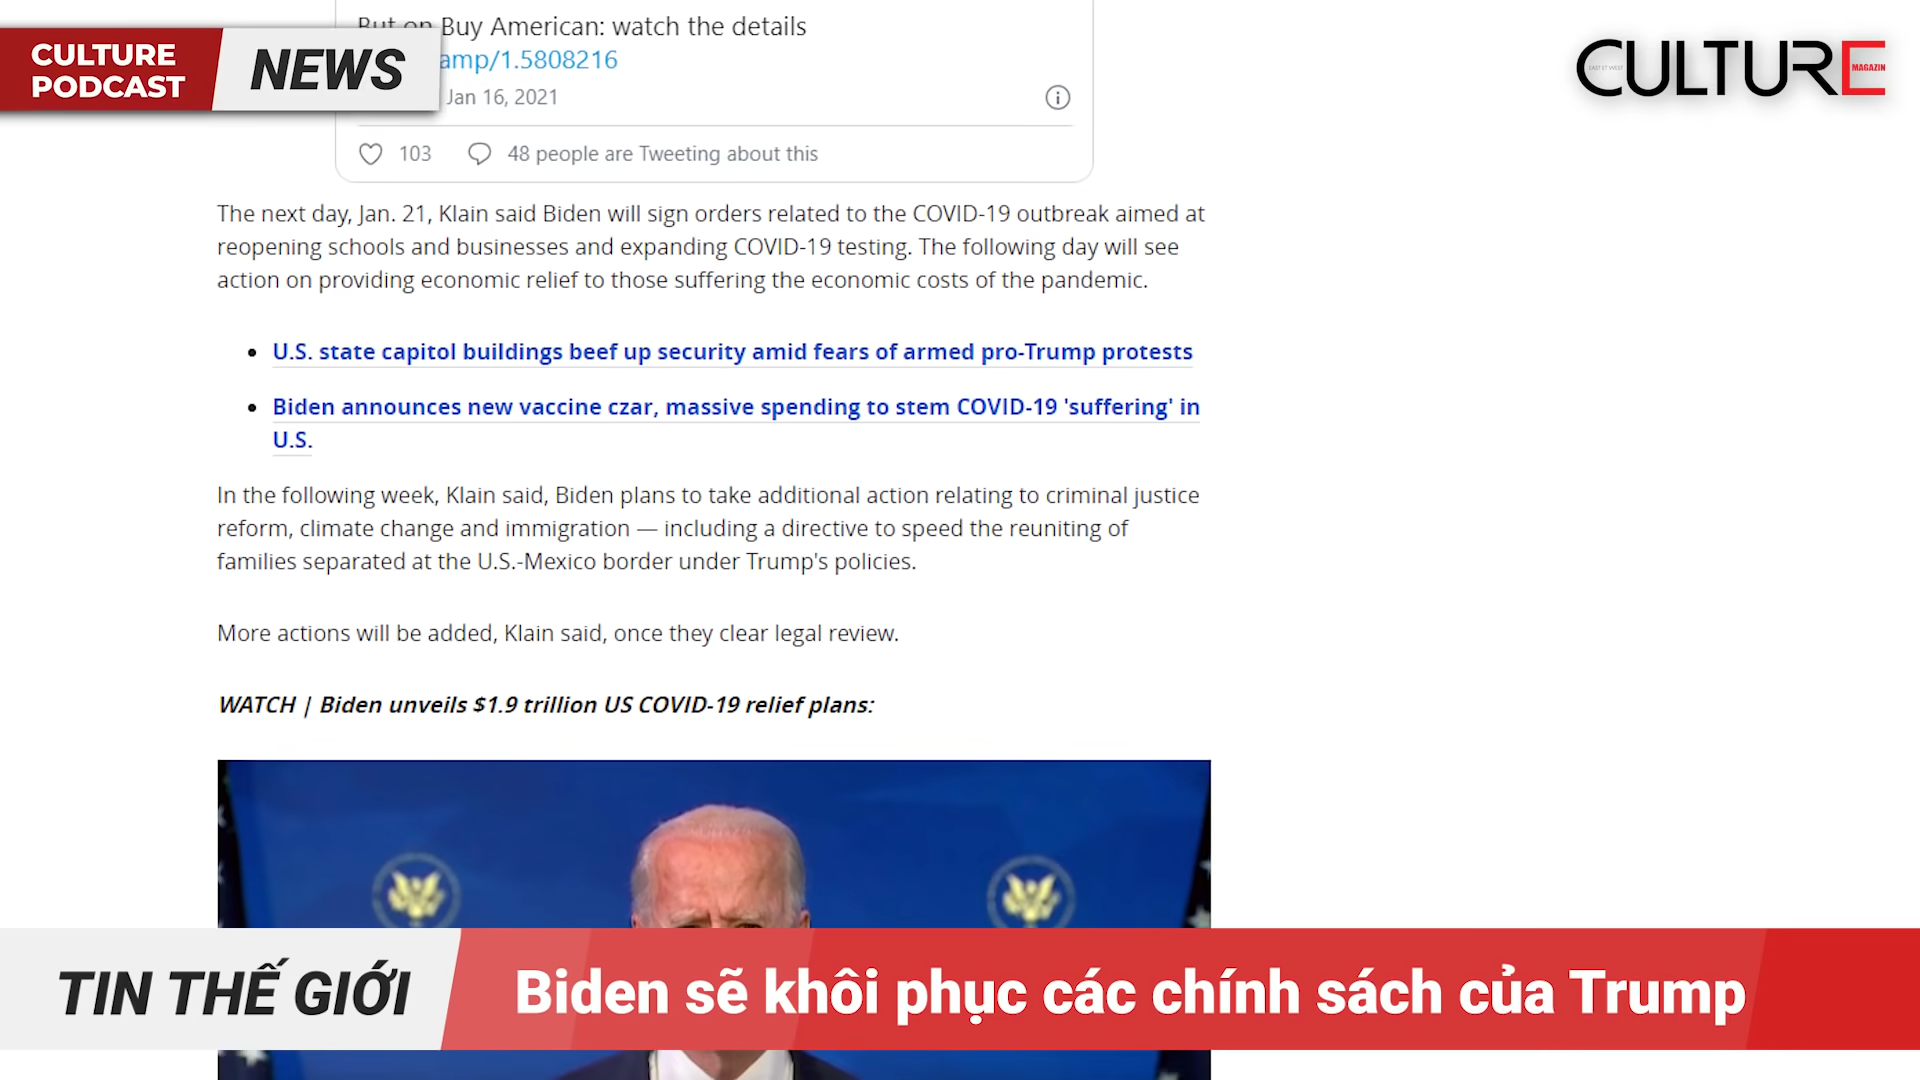 CULTURE
PODCAST
NEWS
CULTURE
MAGAZIN
But on Buy American: watch the details
amp/1.5808216
Jan 16, 2021
103
48 people are Tweeting about this
The next day, Jan. 21, Klain said Biden will sign orders related to the COVID-19 outbreak aimed at
reopening schools and businesses and expanding COVID-19 testing. The following day will see
action on providing economic relief to those suffering the economic costs of the pandemic.
• U.S. state capitol buildings beef up security amid fears of armed pro-Trump protests
• Biden announces new vaccine czar, massive spending to stem COVID-19 'suffering' in
U.S.
In the following week, Klain said, Biden plans to take additional action relating to criminal justice
reform, climate change and immigration — including a directive to speed the reuniting of
families separated at the U.S.-Mexico border under Trump's policies.
More actions will be added, Klain said, once they clear legal review.
WATCH | Biden unveils $1.9 trillion US COVID-19 relief plans:
TIN THẾ GIỚI
Biden sẽ khôi phục các chính sách của Trump